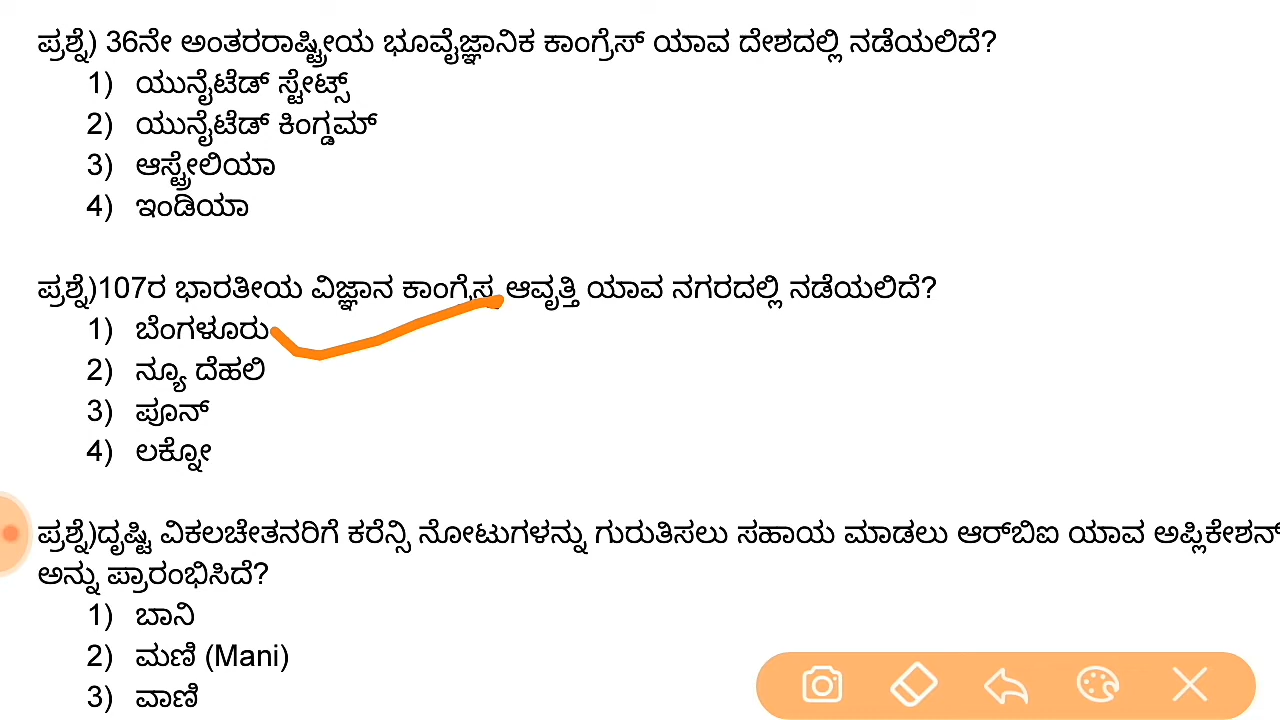 ಪ್ರಶ್ನೆ) 36ನೇ ಅಂತರರಾಷ್ಟ್ರೀಯ ಭೂವೈಜ್ಞಾನಿಕ ಕಾಂಗ್ರೆಸ್ ಯಾವ ದೇಶದಲ್ಲಿ ನಡೆಯಲಿದೆ?
1) ಯುನೈಟೆಡ್ ಸ್ಟೇಟ್ಸ್
2) ಯುನೈಟೆಡ್ ಕಿಂಗ್ಡಮ್
3) ಆಸ್ಟ್ರೇಲಿಯಾ
4) ಇಂಡಿಯಾ
ಪ್ರಶ್ನೆ)107ರ ಭಾರತೀಯ ವಿಜ್ಞಾನ ಕಾಂಗ್ರೆಸ್ಸ ಆವೃತ್ತಿ ಯಾವ ನಗರದಲ್ಲಿ ನಡೆಯಲಿದೆ?
1) ಬೆಂಗಳೂರು
2) ನ್ಯೂ ದೆಹಲಿ
3) ಪೂನ್
4) ಲಕ್ನೋ
ಪ್ರಶ್ನೆ)ದೃಷ್ಟಿ ವಿಕಲಚೇತನರಿಗೆ ಕರೆನ್ಸಿ ನೋಟುಗಳನ್ನು ಗುರುತಿಸಲು ಸಹಾಯ ಮಾಡಲು ಆರ್‌ಬಿಐ ಯಾವ ಅಪ್ಲಿಕೇಶನ್
ಅನ್ನು ಪ್ರಾರಂಭಿಸಿದೆ?
1) ಬಾನಿ
2) ಮಣಿ (Mani)
3) ವಾಣಿ